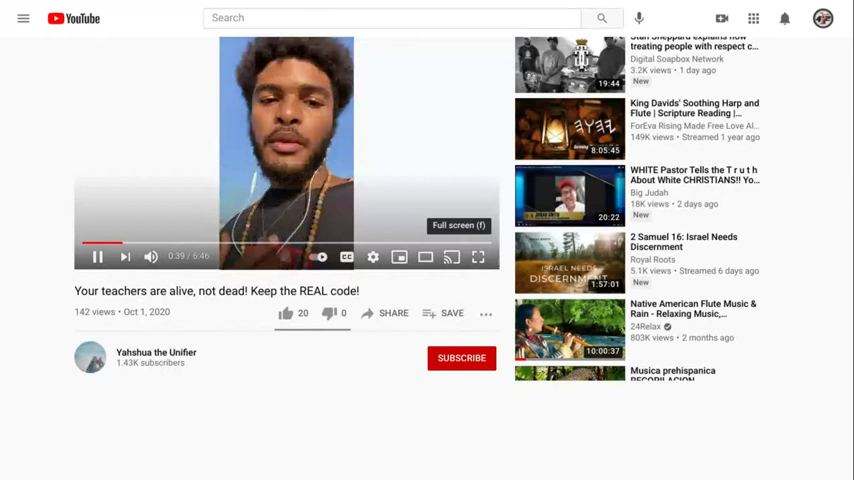 YouTube
Search
Full screen (f)
0:39 / 6:46
CC
Your teachers are alive, not dead! Keep the REAL code!
142 views • Oct 1, 2020
20
0
SHARE
SAVE
Yahshua the Unifier
1.43K subscribers
SUBSCRIBE
19:44
Stan Sheppard explains how
treating people with respect c...
Digital Soapbox Network
3.2K views • 1 day ago
New
8:05:45
King Davids' Soothing Harp and
Flute | Scripture Reading |...
ForEva Rising Made Free Love Al...
149K views • Streamed 1 year ago
20:22
WHITE Pastor Tells the T r u t h
About White CHRISTIANS!! Yo...
Big Judah
18K views • 2 days ago
New
ISRAEL NEEDS
DISCERNMENT
1:57:01
2 Samuel 16: Israel Needs
Discernment
Royal Roots
5.1K views • Streamed 6 days ago
New
10:00:37
Native American Flute Music &
Rain - Relaxing Music,...
24Relax
803K views • 2 months ago
Musica prehispanica
RECOPILACION